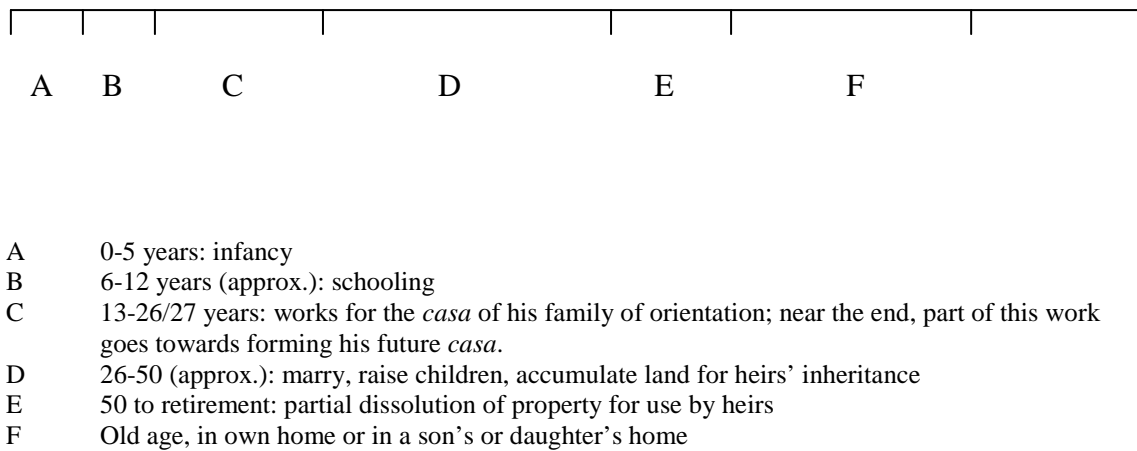 A B C D E F
A 0-5 years: infancy
B 6-12 years (approx.): schooling
C 13-26/27 years: works for the casa of his family of orientation; near the end, part of this work
goes towards forming his future casa.
D 26-50 (approx.): marry, raise children, accumulate land for heirs’ inheritance
E 50 to retirement: partial dissolution of property for use by heirs
F Old age, in own home or in a son’s or daughter’s home